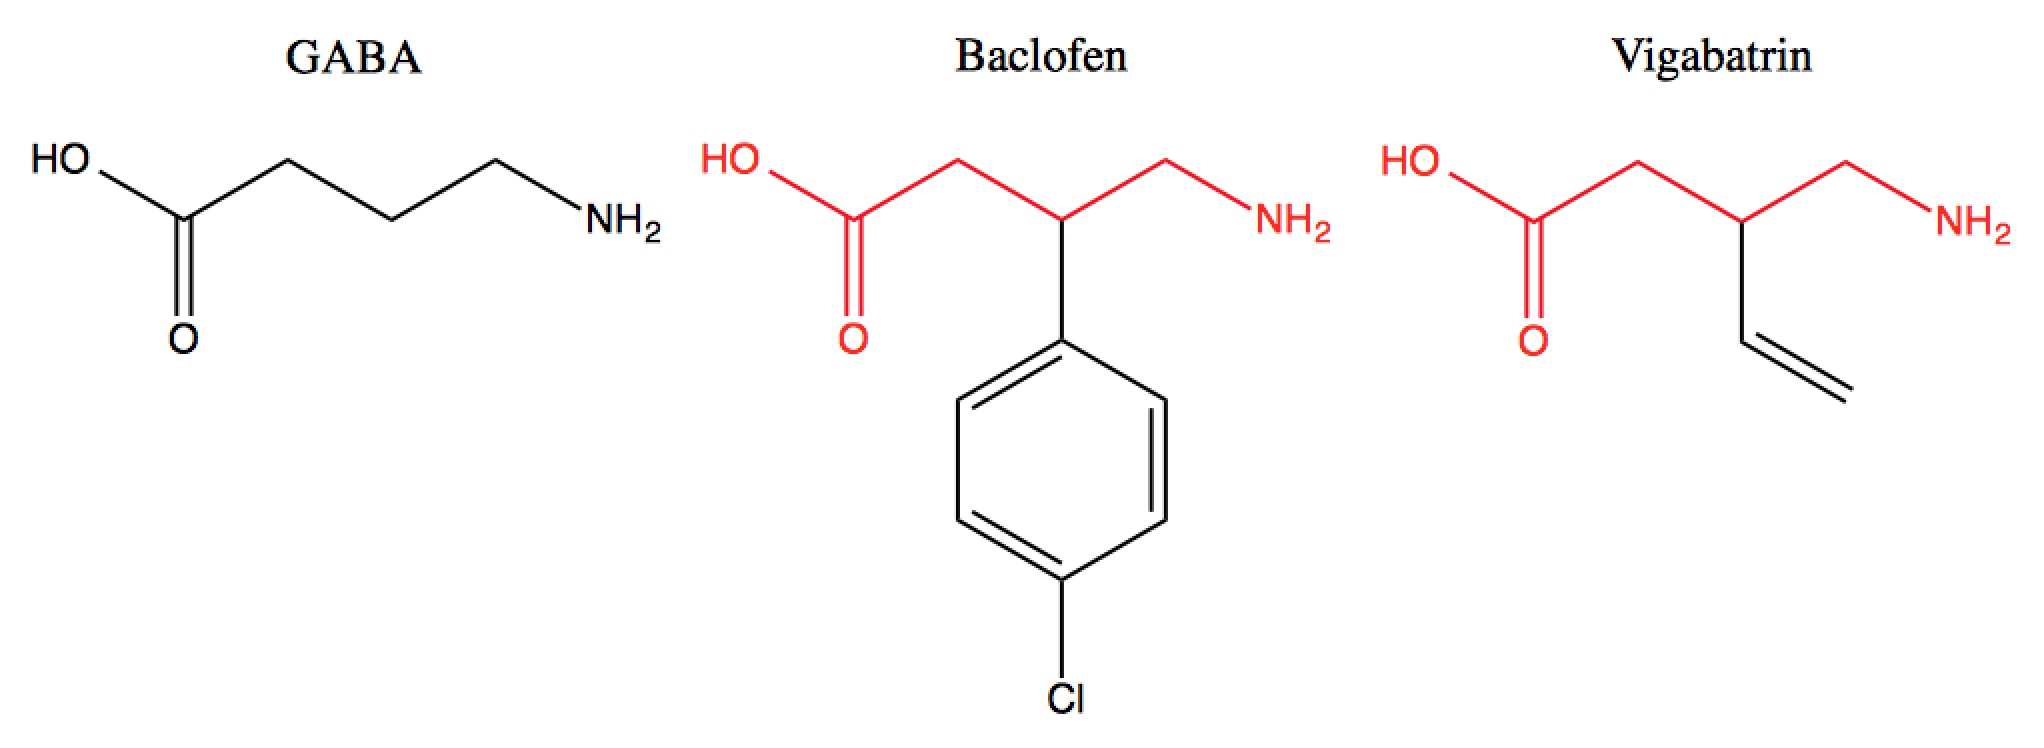 GABA
Baclofen
Vigabatrin
HO
NH2
O
HO
NH2
O
Cl
HO
NH2
O